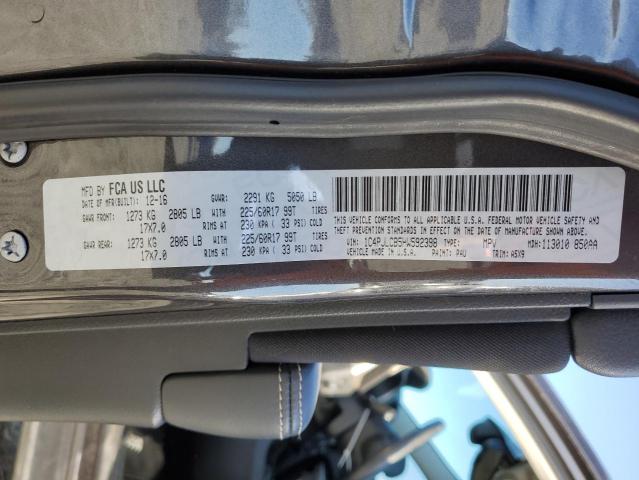 MFD BY FCA US LLC
DATE OF MFR(BUILT): 12-16 GVWR: 2291 KG 5050 LB
GAWR FRONT: 1273 KG 2805 LB WITH 225/60R17 99T TIRES
17X7.0 RIMS AT 230 KPA ( 33 PSI) COLD
GAWR REAR: 1273 KG 2805 LB WITH 225/60R17 99T TIRES
17X7.0 RIMS AT 230 KPA ( 33 PSI) COLD
THIS VEHICLE CONFORMS TO ALL APPLICABLE U.S.A. FEDERAL MOTOR VEHICLE SAFETY AND
THEFT PREVENTION STANDARDS IN EFFECT ON THE DATE OF MANUFACTURE SHOWN ABOVE.
VIN: 1C4PJLCB5HW592388 TYPE: MPV MDH:113010 850AA
VEHICLE MADE IN U.S.A. PAINT: PAU TRIM: A5X9